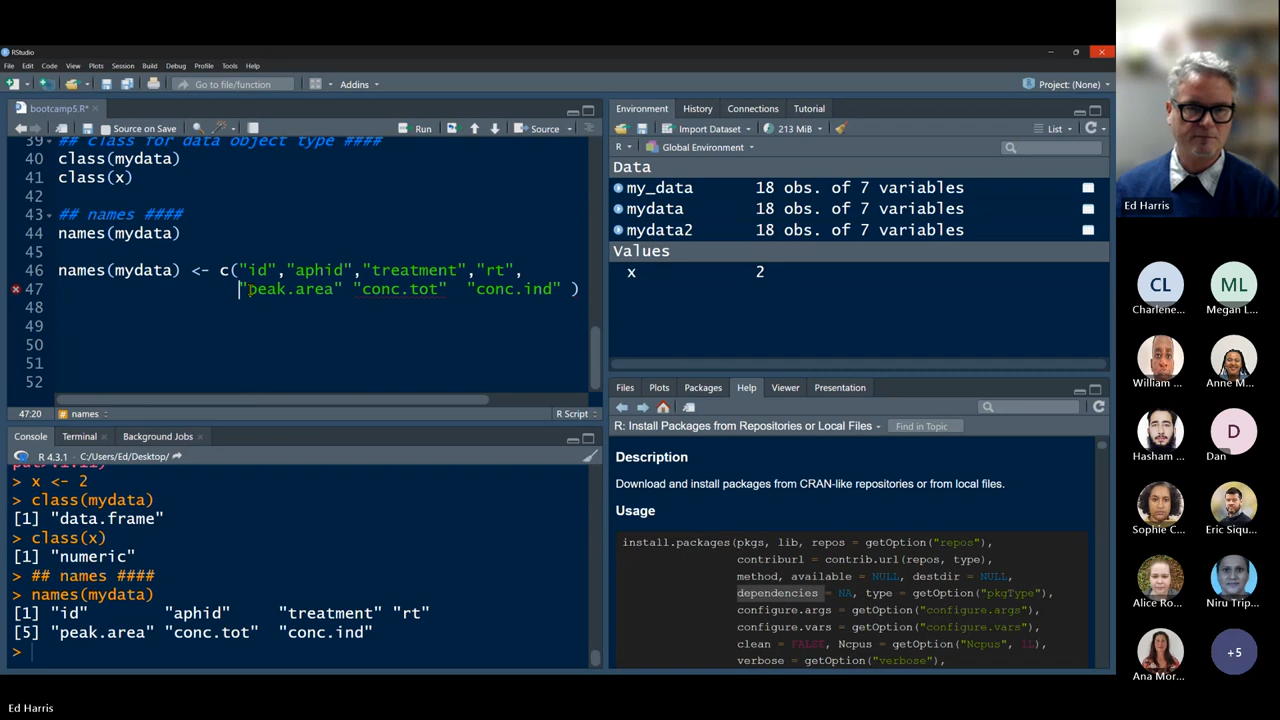 RStudio
File Edit Code View Plots Session Build Debug Profile Tools Help
Go to file/function Addins Project: (None)
bootcamp5.R*
Source on Save Run Source
39 ## class for data object type ####
40 class(mydata)
41 class(x)
42
43 ## names ####
44 names(mydata)
45
46 names(mydata) <- c("id","aphid","treatment","rt",
47 "peak.area" "conc.tot" "conc.ind" )
48
49
50
51
52
47:20 names R Script
Console Terminal Background Jobs
R 4.3.1 · C:/Users/Ed/Desktop/
> x <- 2
> class(mydata)
[1] "data.frame"
> class(x)
[1] "numeric"
> ## names ####
> names(mydata)
[1] "id" "aphid" "treatment" "rt"
[5] "peak.area" "conc.tot" "conc.ind"
>
Environment History Connections Tutorial
Import Dataset 213 MiB List
R Global Environment
Data
my_data 18 obs. of 7 variables
mydata 18 obs. of 7 variables
mydata2 18 obs. of 7 variables
Values
x 2
Files Plots Packages Help Viewer Presentation
R: Install Packages from Repositories or Local Files Find in Topic
Description
Download and install packages from CRAN-like repositories or from local files.
Usage
install.packages(pkgs, lib, repos = getOption("repos"),
contriburl = contrib.url(repos, type),
method, available = NULL, destdir = NULL,
dependencies = NA, type = getOption("pkgType"),
configure.args = getOption("configure.args"),
configure.vars = getOption("configure.vars"),
clean = FALSE, Ncpus = getOption("Ncpus", 1L),
verbose = getOption("verbose"),
Ed Harris
CL
Charlene...
ML
Megan L...
William ...
Anne M...
Hasham ...
D
Dan
Sophie C...
Eric Siqu...
Alice Ro...
Niru Trip...
Ana Mor...
+5
Ed Harris